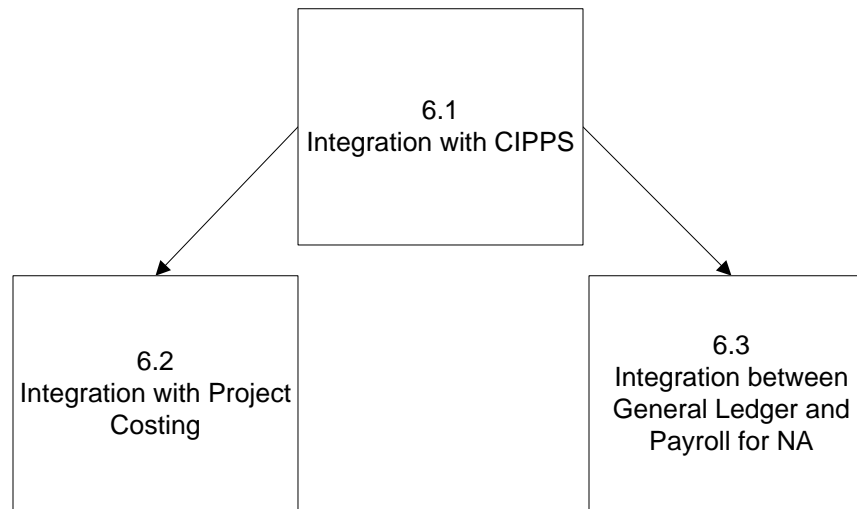 6.1
Integration with CIPPS
6.2
Integration with Project
Costing
6.3
Integration between
General Ledger and
Payroll for NA